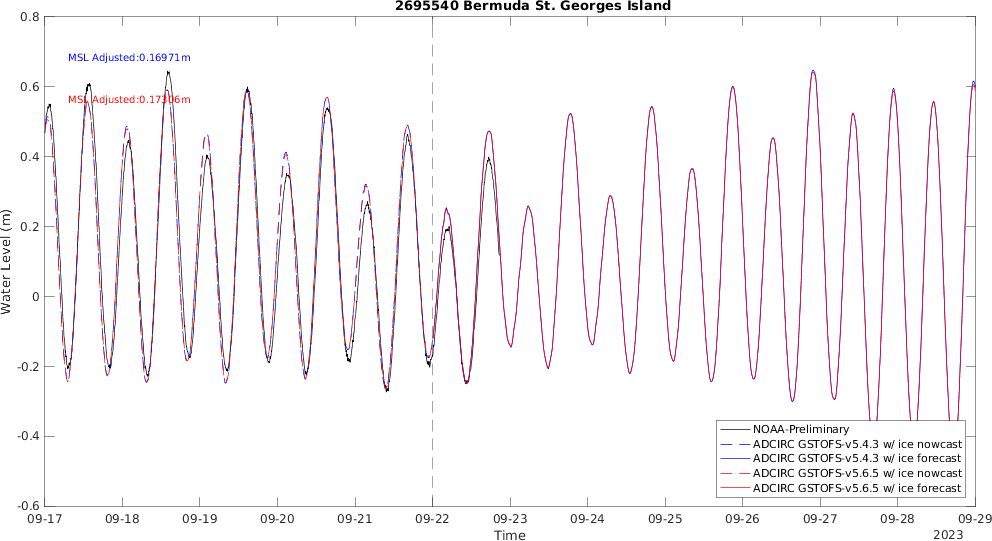 2695540 Bermuda St. Georges Island
0.8
0.6
0.4
0.2
0
-0.2
-0.4
-0.6
Water Level (m)
MSL Adjusted:0.16971m
MSL Adjusted:0.17306m
NOAA-Preliminary
ADCIRC GSTOFS-v5.4.3 w/ ice nowcast
ADCIRC GSTOFS-v5.4.3 w/ ice forecast
ADCIRC GSTOFS-v5.6.5 w/ ice nowcast
ADCIRC GSTOFS-v5.6.5 w/ ice forecast
09-17 09-18 09-19 09-20 09-21 09-22 09-23 09-24 09-25 09-26 09-27 09-28 09-29
Time
2023